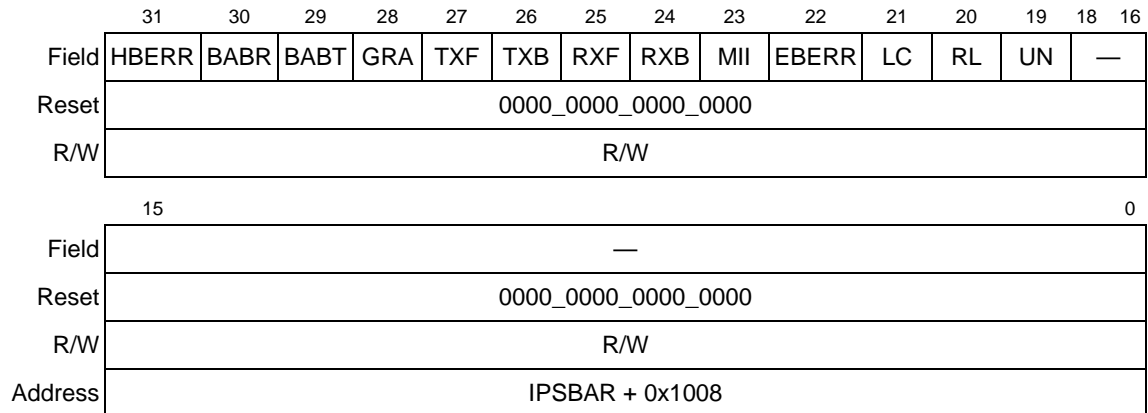 31 30 29 28 27 26 25 24 23 22 21 20 19 18 16
Field HBERR BABR BABT GRA TXF TXB RXF RXB MII EBERR LC RL UN —
Reset 0000_0000_0000_0000
R/W R/W
15 0
Field —
Reset 0000_0000_0000_0000
R/W R/W
Address IPSBAR + 0x1008